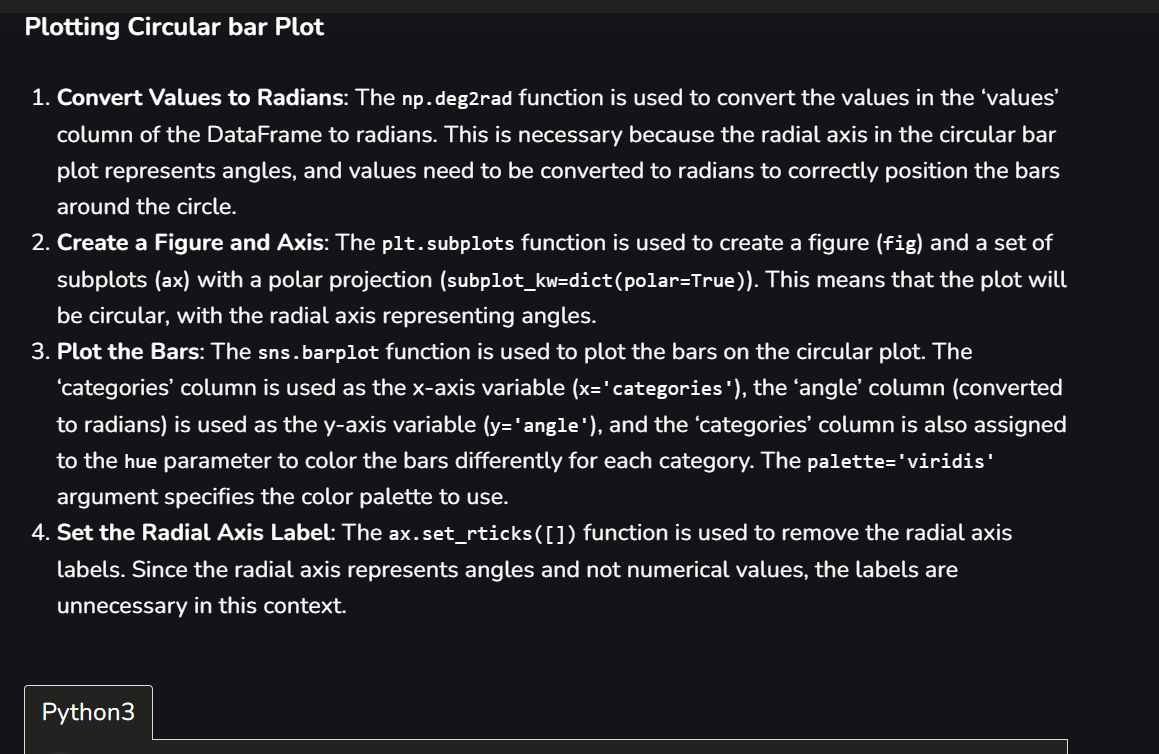 Plotting Circular bar Plot
1. Convert Values to Radians: The np.deg2rad function is used to convert the values in the ‘values’
column of the DataFrame to radians. This is necessary because the radial axis in the circular bar
plot represents angles, and values need to be converted to radians to correctly position the bars
around the circle.
2. Create a Figure and Axis: The plt.subplots function is used to create a figure (fig) and a set of
subplots (ax) with a polar projection (subplot_kw=dict(polar=True)). This means that the plot will
be circular, with the radial axis representing angles.
3. Plot the Bars: The sns.barplot function is used to plot the bars on the circular plot. The
‘categories’ column is used as the x-axis variable (x='categories'), the ‘angle’ column (converted
to radians) is used as the y-axis variable (y='angle'), and the ‘categories’ column is also assigned
to the hue parameter to color the bars differently for each category. The palette='viridis'
argument specifies the color palette to use.
4. Set the Radial Axis Label: The ax.set_rticks([]) function is used to remove the radial axis
labels. Since the radial axis represents angles and not numerical values, the labels are
unnecessary in this context.
Python3